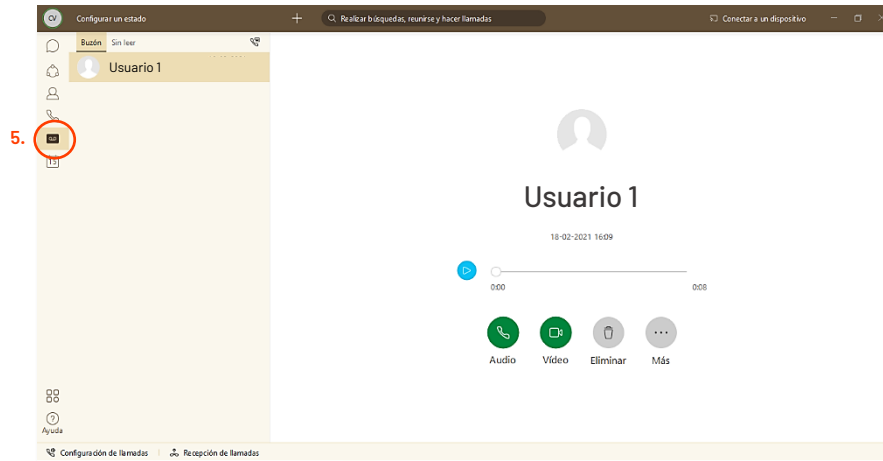 CV Configurar un estado
Realizar búsquedas, reunirse y hacer llamadas
Conectar a un dispositivo
Buzón Sin leer
Usuario 1
5.
Usuario 1
18-02-2021 16:09
0:00 0:08
Audio Vídeo Eliminar Más
Ayuda
Configuración de llamadas Recepción de llamadas